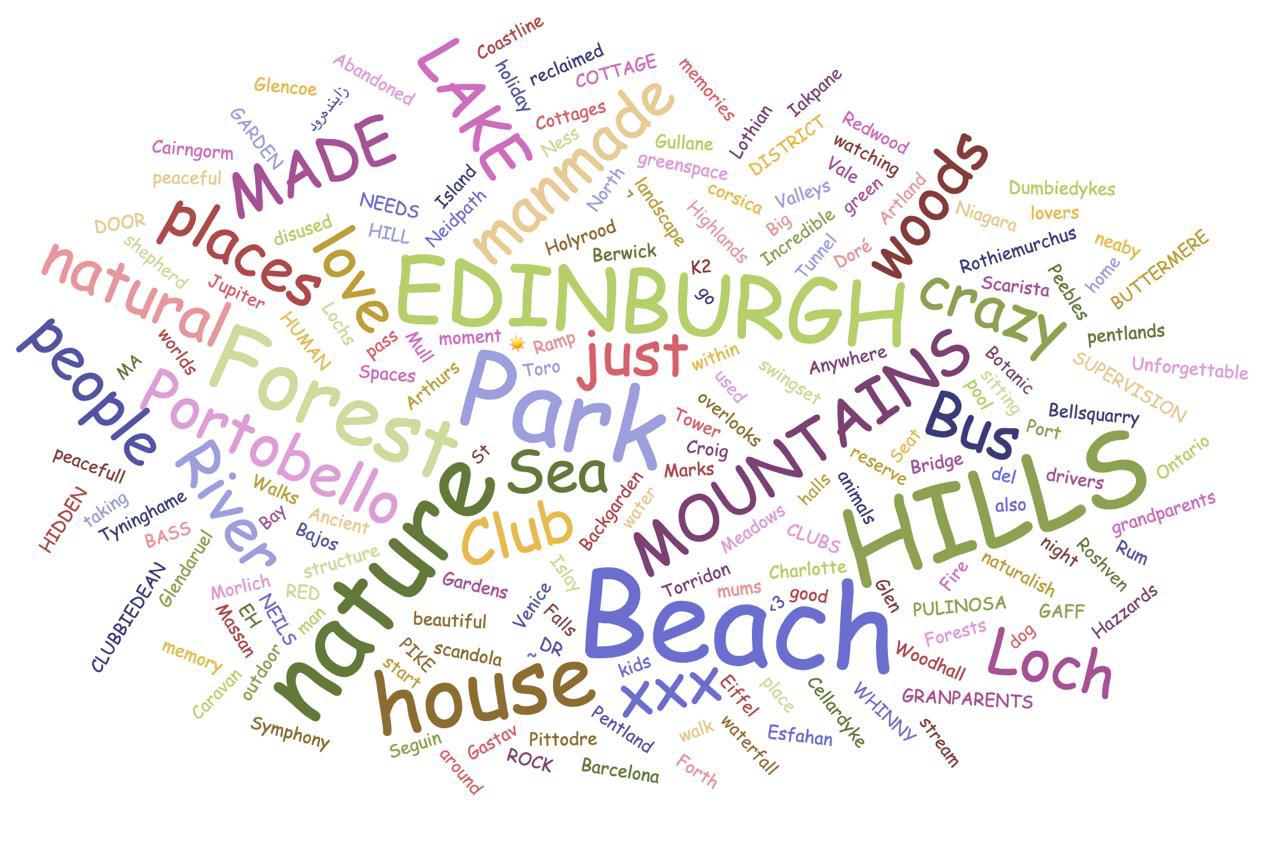 Coastline
LAKE
holiday
reclaimed
COTTAGE
Abandoned
Glencoe
زاینده‌رود
memories
Iakpane
Cottages
manmade
Ness
Lothian
DISTRICT
Redwood
GARDEN
MADE
Gullane
watching
woods
Cairngorm
greenspace
Vale
peaceful
Island
North
landscape
corsica
Valleys
green
Artland
Dumbiedykes
NEEDS
Neidpath
Highlands
Big
Incredible
Niagara
lovers
DOOR
places
disused
HILL
love
Holyrood
Berwick
Tunnel
Doré
Rothiemurchus
neaby
home
BUTTERMERE
shepherd
natural
Jupiter
EDINBURGH
K2
go
crazy
Scarista
Peebles
people
MA
worlds
Forest
HUMAN
Lochs
pass
Mull
moment
☀
Ramp
just
within
Anywhere
MOUNTAINS
Botanic
pentlands
Portobello
Spaces
Arthurs
Park
Toro
used
swingset
pool
sitting
SUPERVISION
Unforgettable
overlooks
Tower
Croig
Bus
Bellsquarry
Port
peacefull
River
St
Sea
Marks
reserve
Seat
Bridge
HILLS
Ontario
HIDDEN
taking
Tyninghame
Walks
nature
Backgarden
water
halls
animals
del
drivers
BASS
Bay
Ancient
Bajos
Club
Meadows
CLUBS
also
grandparents
CLUBBIEDEAN
Glendaruel
structure
Islay
night
Roshven
Rum
Morlich
RED
Gardens
Torridon
Charlotte
Glen
Fire
naturalish
Massan
EH
NEILS
man
beautiful
Venice
Falls
Beach
mums
<3
good
PULINOSA
GAFF
Hazzards
memory
outdoor
PIKE
start
scandola
~
DR
kids
Woodhall
Forests
dog
Loch
Caravan
house
xxx
Eiffel
place
Cellardyke
WHINNY
GRANPARENTS
Symphony
Seguin
Gastav
Pittodre
Pentland
walk
waterfall
Esfahan
stream
around
ROCK
Barcelona
Forth